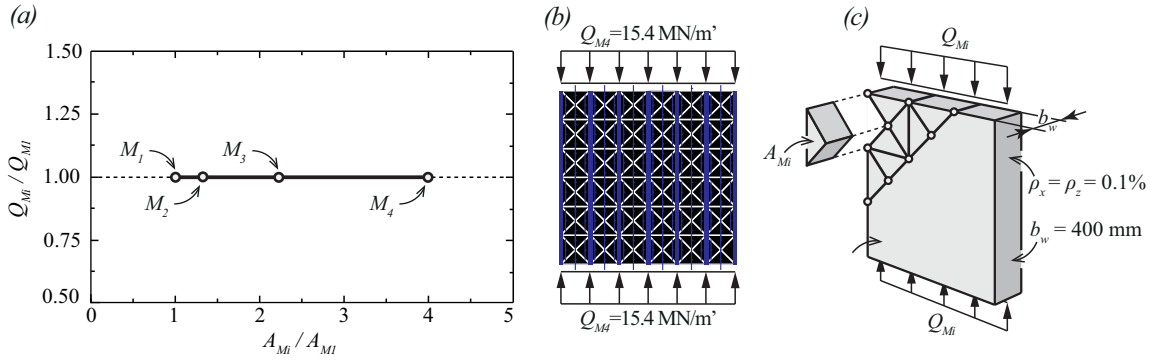 (a)
1.50
1.25
1.00
0.75
0.50
Q_Mi / Q_M1
M_1
M_2
M_3
M_4
0 1 2 3 4 5
A_Mi / A_M1
(b)
Q_M4=15.4 MN/m'
Q_M4=15.4 MN/m'
(c)
Q_Mi
b_w
A_Mi
ρ_x = ρ_z = 0.1%
b_w = 400 mm
Q_Mi